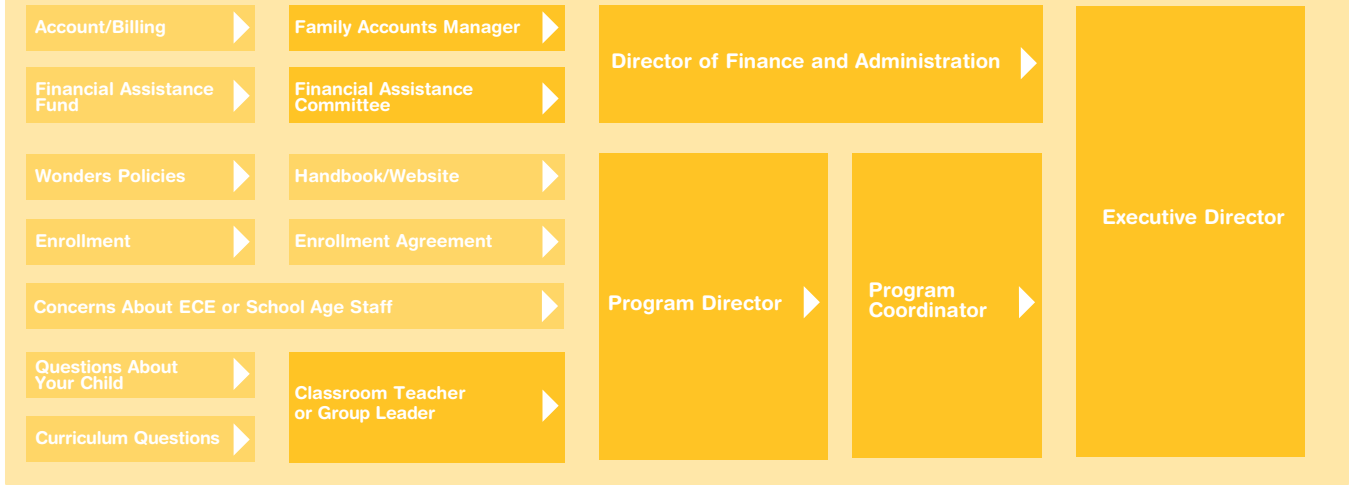 Account/Billing
Family Accounts Manager
Director of Finance and Administration
Financial Assistance
Fund
Financial Assistance
Committee
Executive Director
Wonders Policies
Handbook/Website
Enrollment
Enrollment Agreement
Concerns About ECE or School Age Staff
Program Director
Program
Coordinator
Questions About
Your Child
Classroom Teacher
or Group Leader
Curriculum Questions